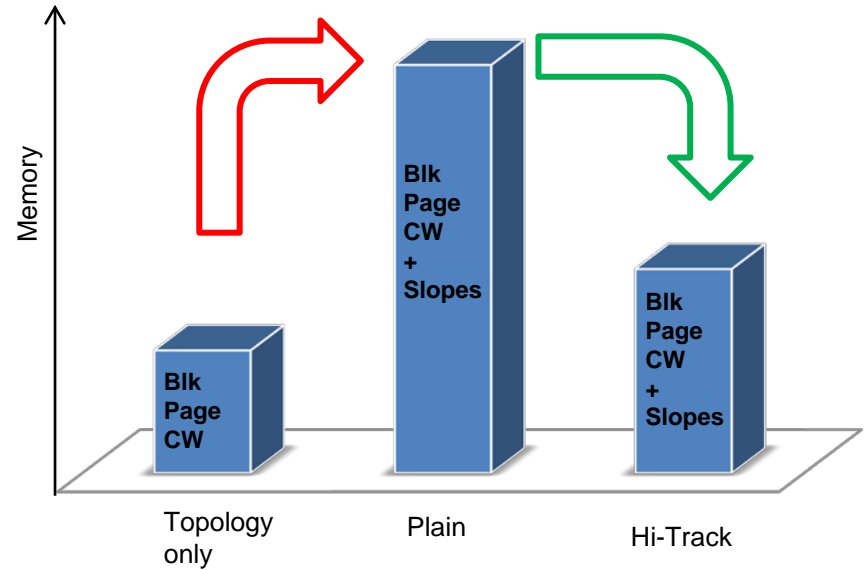 Memory
Blk
Page
CW
Blk
Page
CW
+
Slopes
Blk
Page
CW
+
Slopes
Topology
only
Plain
Hi-Track